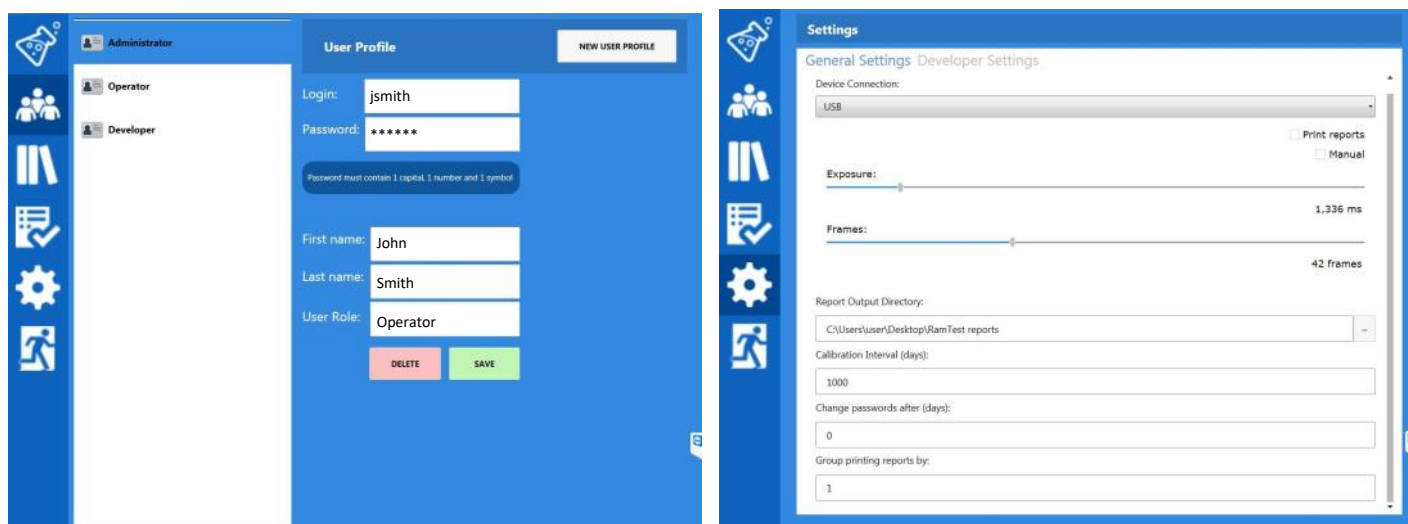 Administrator
Operator
Developer
User Profile
NEW USER PROFILE
Login:
jsmith
Password:
******
Password must contain 1 capital, 1 number and 1 symbol
First name:
John
Last name:
Smith
User Role:
Operator
DELETE
SAVE
Settings
General Settings Developer Settings
Device Connection:
USB
Print reports
Manual
Exposure:
1,336 ms
Frames:
42 frames
Report Output Directory:
C:\Users\user\Desktop\RamTest reports
Calibration Interval (days):
1000
Change passwords after (days):
0
Group printing reports by:
1